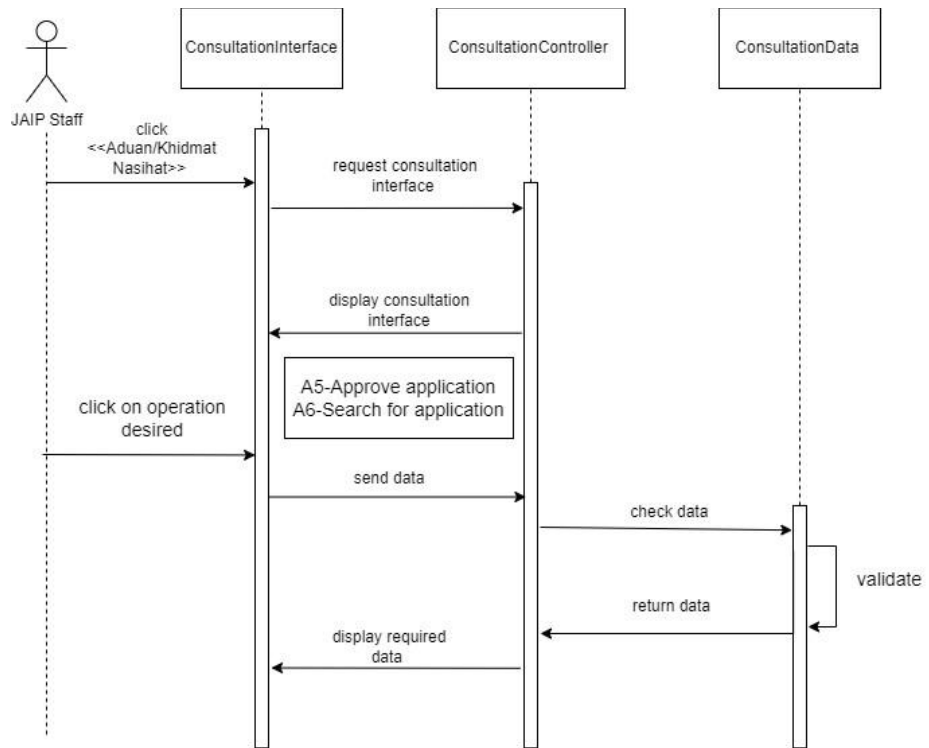 ConsultationInterface
ConsultationController
ConsultationData
JAIP Staff
click
<<Aduan/Khidmat
Nasihat>>
request consultation
interface
display consultation
interface
A5-Approve application
A6-Search for application
click on operation
desired
send data
check data
validate
return data
display required
data